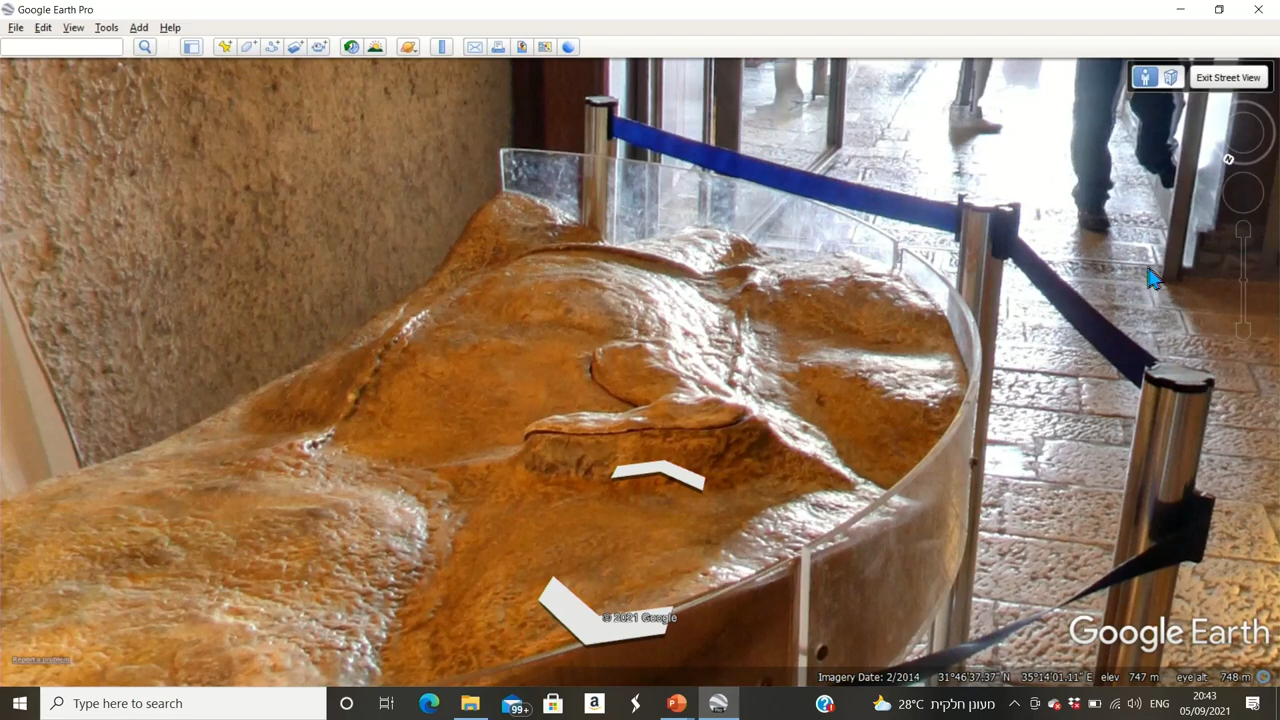 Google Earth Pro
File Edit View Tools Add Help
Exit Street View
N
© 2021 Google
Google Earth
Report a problem
Imagery Date: 2/2014 31°46'37.37" N 35°14'01.11" E elev 747 m eye alt 748 m
Type here to search
99+
a
P
28°C מעונן חלקית
ENG
20:43
05/09/2021